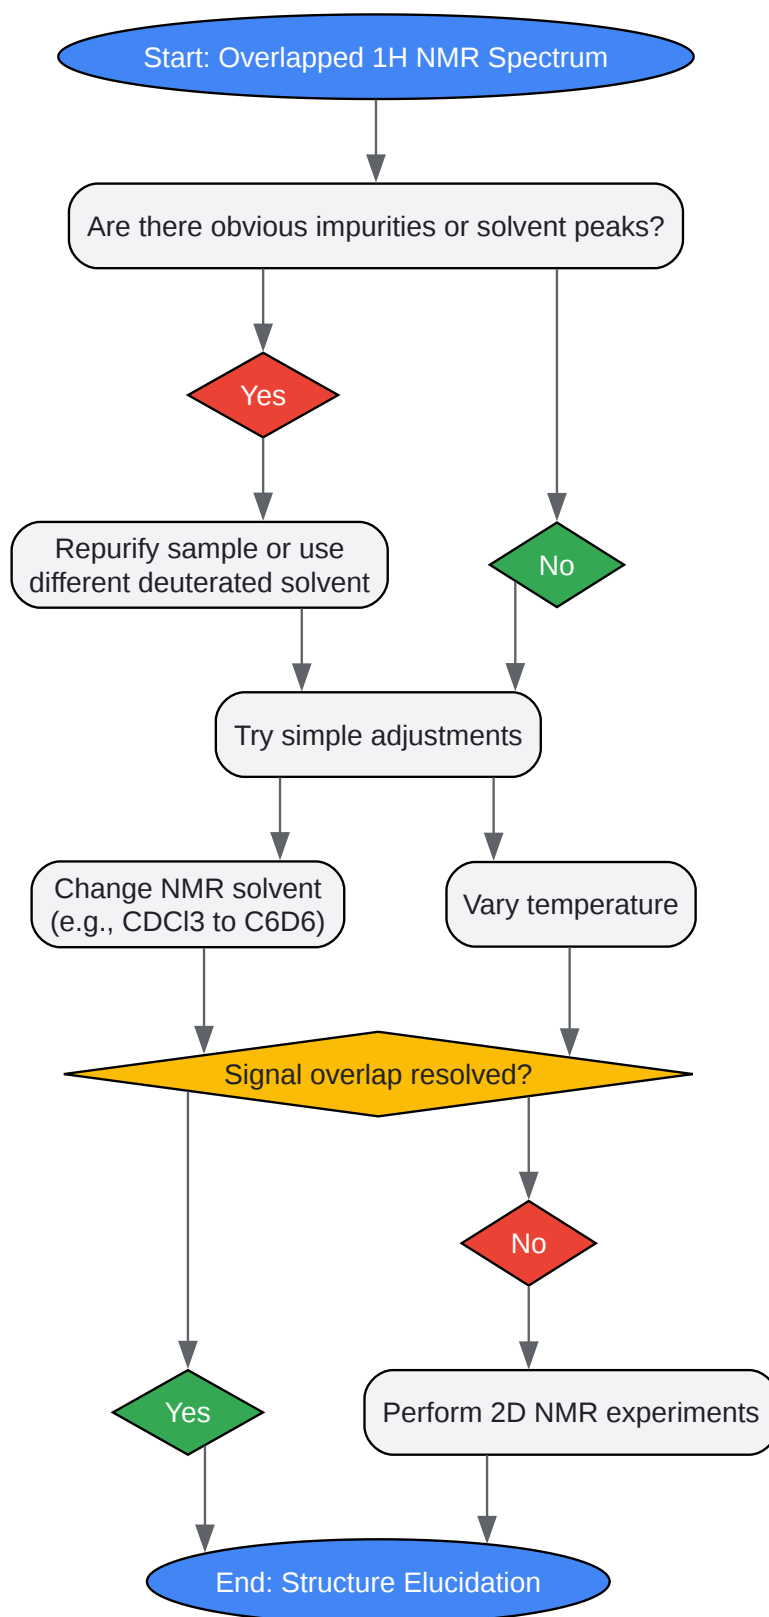 Start: Overlapped 1H NMR Spectrum
Are there obvious impurities or solvent peaks?
Yes
Repurify sample or use
different deuterated solvent
No
Try simple adjustments
Change NMR solvent
(e.g., CDCl3 to C6D6)
Vary temperature
Signal overlap resolved?
No
Yes
Perform 2D NMR experiments
End: Structure Elucidation